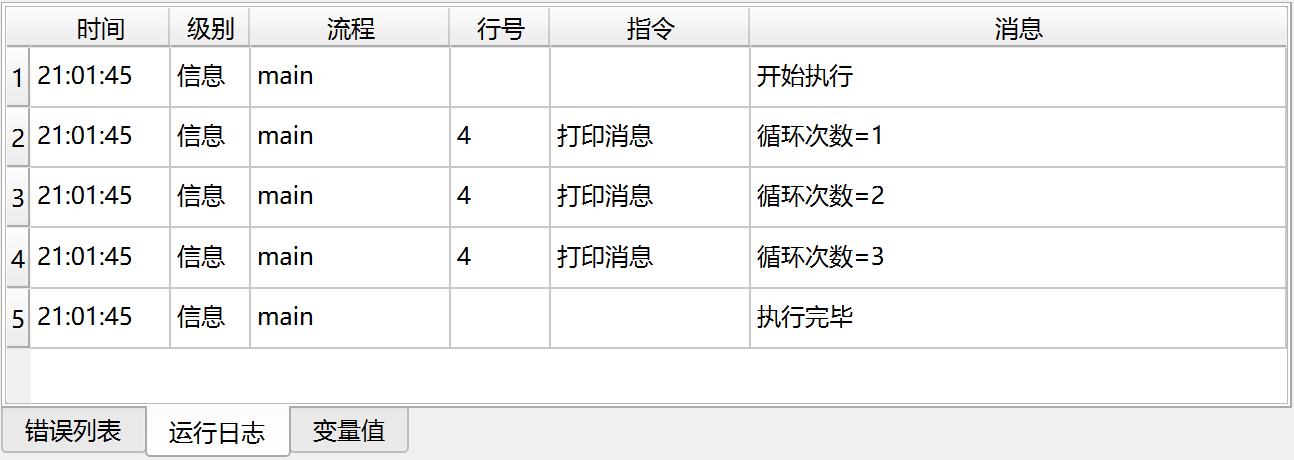 时间 级别 流程 行号 指令 消息
1 21:01:45 信息 main 开始执行
2 21:01:45 信息 main 4 打印消息 循环次数=1
3 21:01:45 信息 main 4 打印消息 循环次数=2
4 21:01:45 信息 main 4 打印消息 循环次数=3
5 21:01:45 信息 main 执行完毕
错误列表 运行日志 变量值